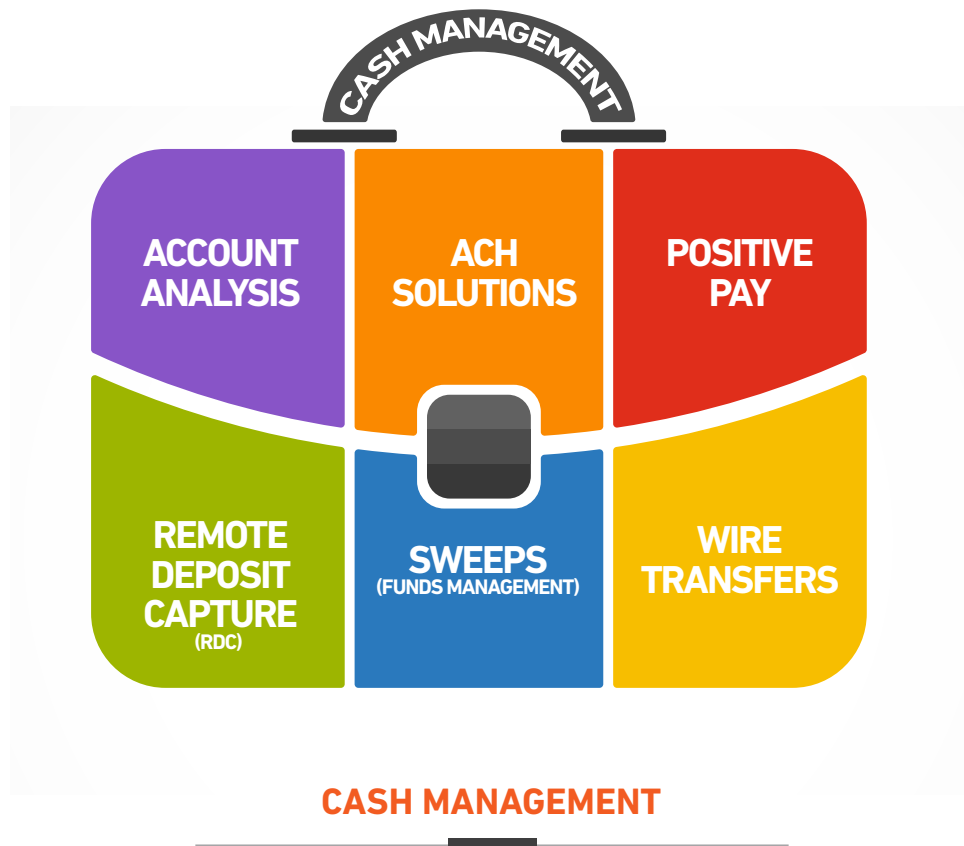 CASH MANAGEMENT
ACCOUNT
ANALYSIS
ACH
SOLUTIONS
POSITIVE
PAY
REMOTE
DEPOSIT
CAPTURE
(RDC)
SWEEPS
(FUNDS MANAGEMENT)
WIRE
TRANSFERS
CASH MANAGEMENT